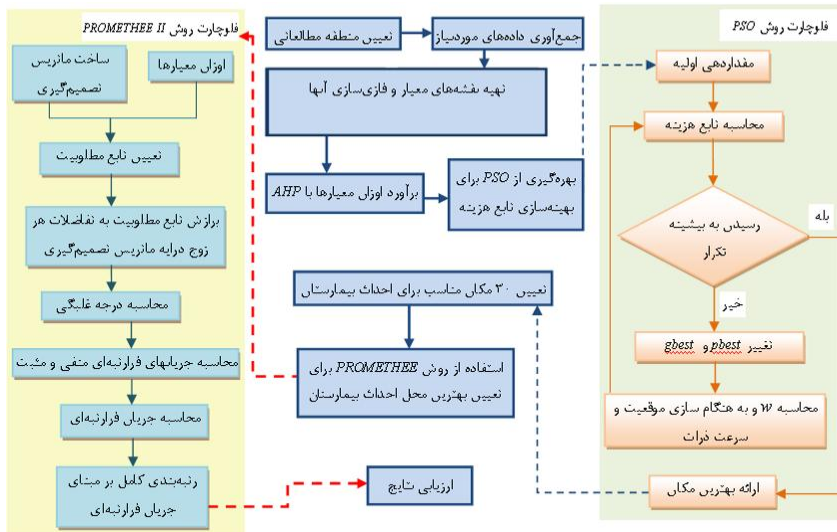 فلوچارت روش PROMETHEE II
ساخت ماتریس
تصمیم‌گیری
اوزان معیارها
تعیین تابع مطلوبیت
برازش تابع مطلوبیت به تفاضلات هر
زوج درایه ماتریس تصمیم‌گیری
محاسبه درجه غلبگی
محاسبه جریانهای فرارتبه‌ای منفی و مثبت
محاسبه جریان فرارتبه‌ای
رتبه‌بندی کامل بر مبنای
جریان فرارتبه‌ای
تعیین منطقه مطالعاتی
جمع‌آوری داده‌های موردنیاز
تهیه نقشه‌های معیار و فازی‌سازی آنها
برآورد اوزان معیارها با AHP
بهره‌گیری از PSO برای
بهینه‌سازی تابع هزینه
تعیین ۳۰ مکان مناسب برای احداث بیمارستان
استفاده از روش PROMETHEE برای
تعیین بهترین محل احداث بیمارستان
ارزیابی نتایج
فلوچارت روش PSO
مقداردهی اولیه
محاسبه تابع هزینه
رسیدن به بیشینه
تکرار
بله
خیر
تغییر pbest و gbest
محاسبه w و به هنگام سازی موقعیت و
سرعت ذرات
ارائه بهترین مکان